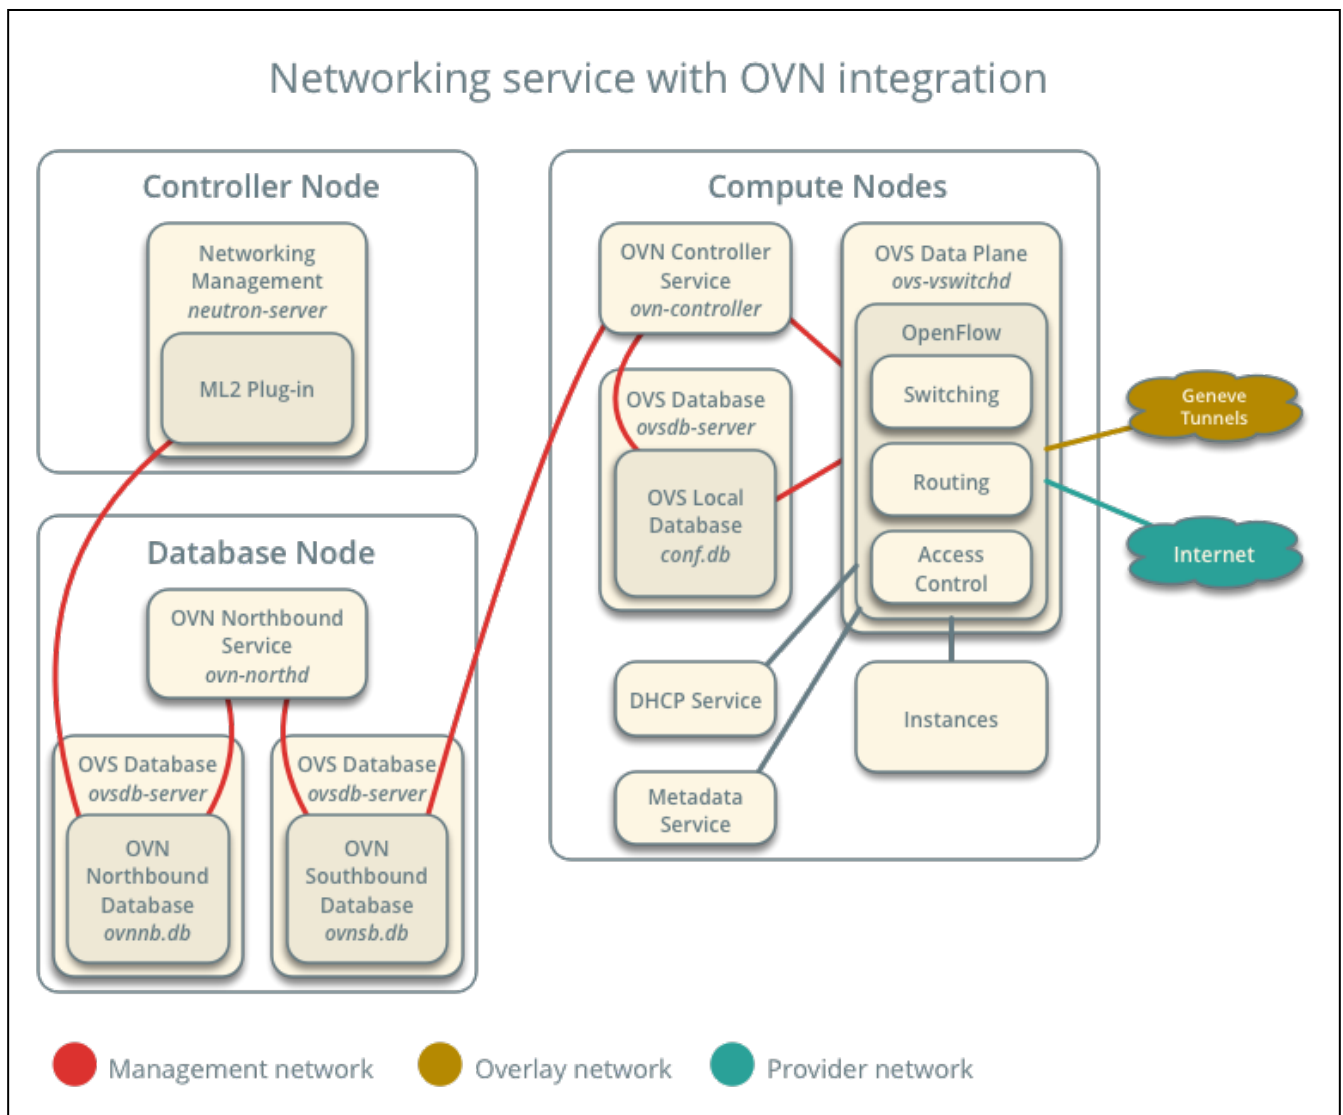 Networking service with OVN integration
Controller Node
Networking
Management
neutron-server
ML2 Plug-in
Database Node
OVN Northbound
Service
ovn-northd
OVS Database
ovsdb-server
OVN
Northbound
Database
ovnnb.db
OVS Database
ovsdb-server
OVN
Southbound
Database
ovnsb.db
Compute Nodes
OVN Controller
Service
ovn-controller
OVS Database
ovsdb-server
OVS Local
Database
conf.db
DHCP Service
Metadata
Service
OVS Data Plane
ovs-vswitchd
OpenFlow
Switching
Routing
Access
Control
Instances
Geneve
Tunnels
Internet
Management network
Overlay network
Provider network